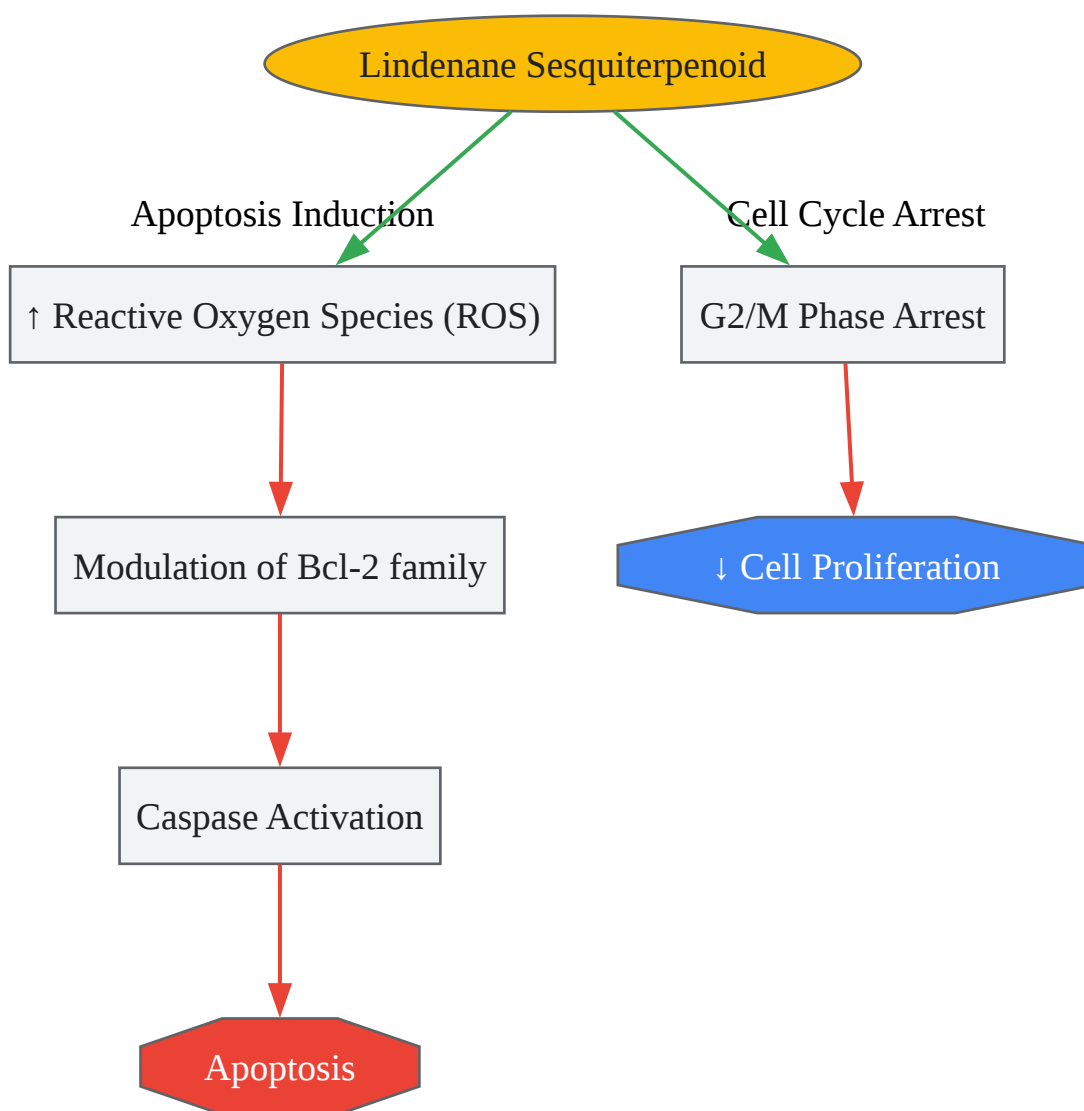 Lindenane Sesquiterpenoid
Apoptosis Induction
Cell Cycle Arrest
↑ Reactive Oxygen Species (ROS)
G2/M Phase Arrest
Modulation of Bcl-2 family
↓ Cell Proliferation
Caspase Activation
Apoptosis